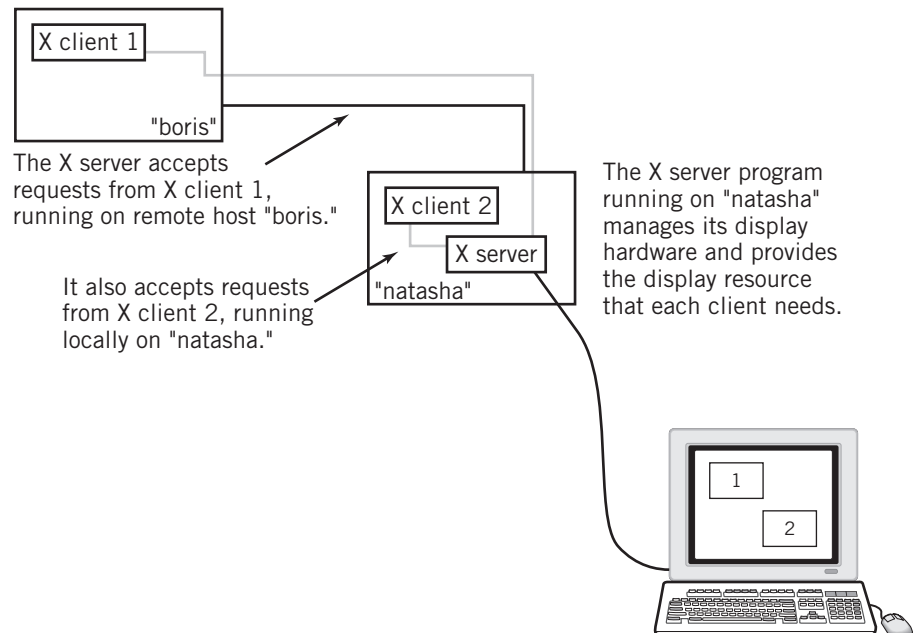 X client 1
"boris"
The X server accepts
requests from X client 1,
running on remote host "boris."
X client 2
X server
"natasha"
It also accepts requests
from X client 2, running
locally on "natasha."
The X server program
running on "natasha"
manages its display
hardware and provides
the display resource
that each client needs.
1
2